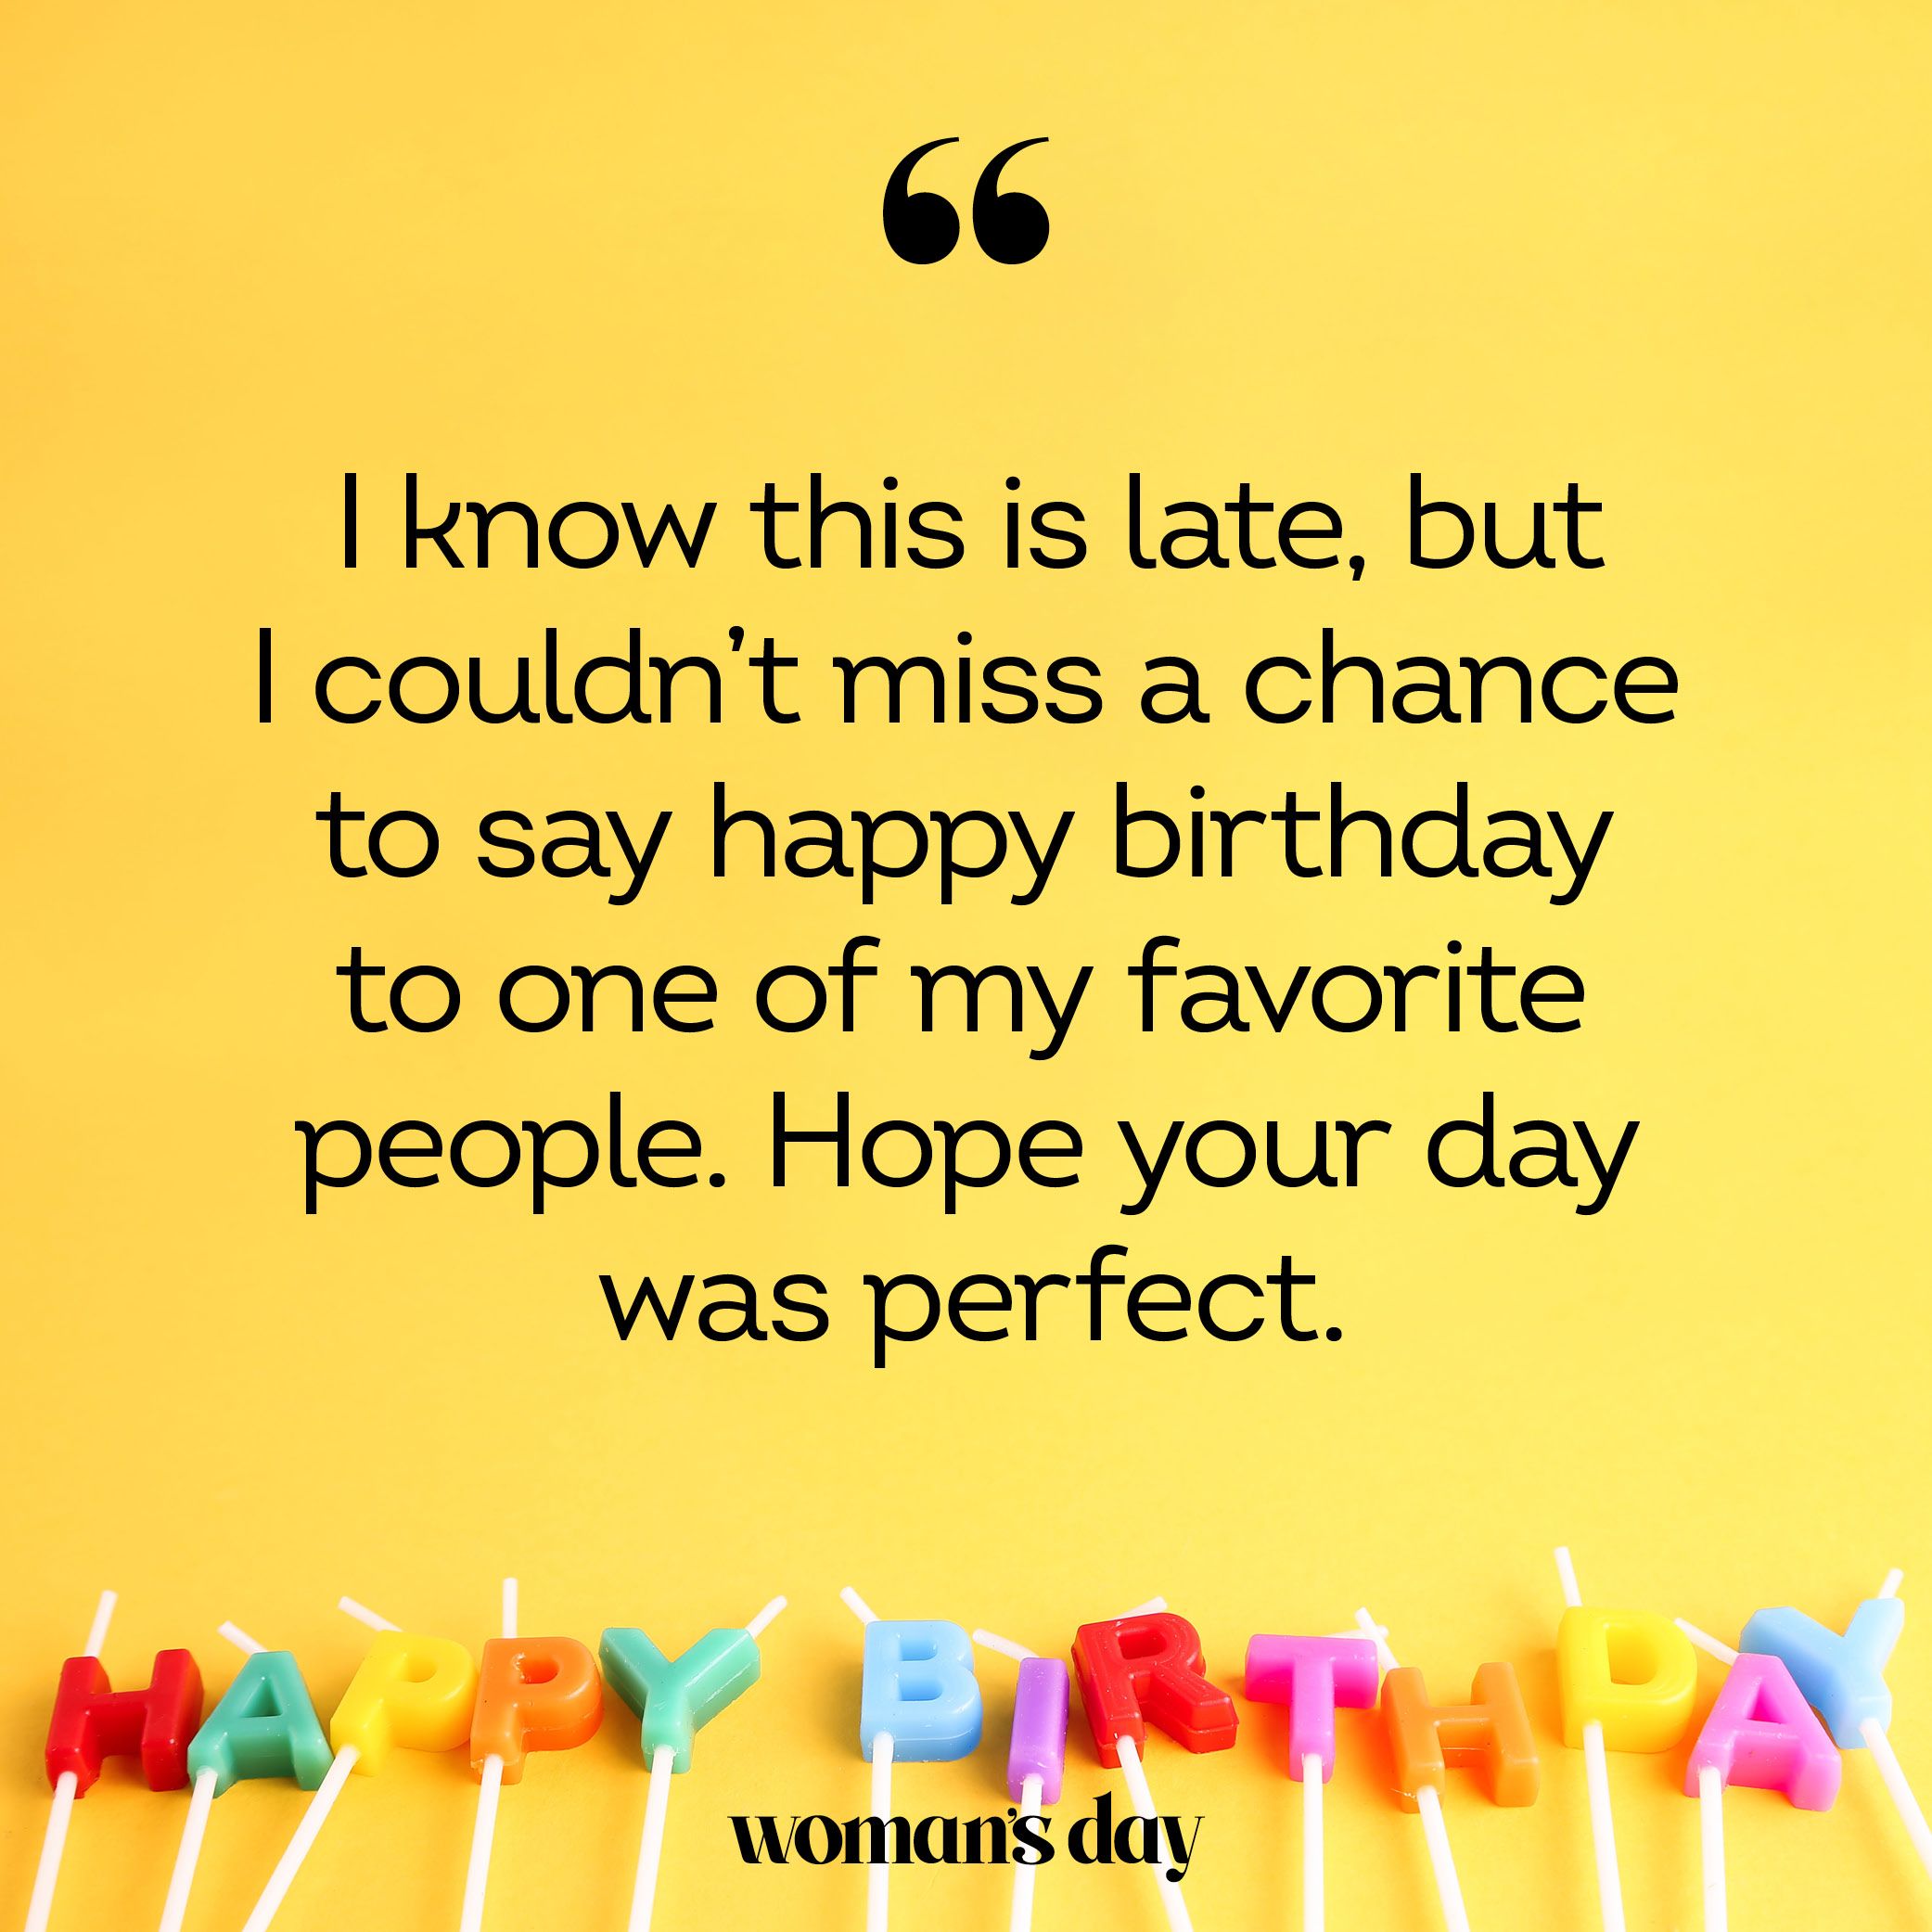 “
I know this is late, but
I couldn’t miss a chance
to say happy birthday
to one of my favorite
people. Hope your day
was perfect.
HAPPY BIRTHDAY
woman’s day